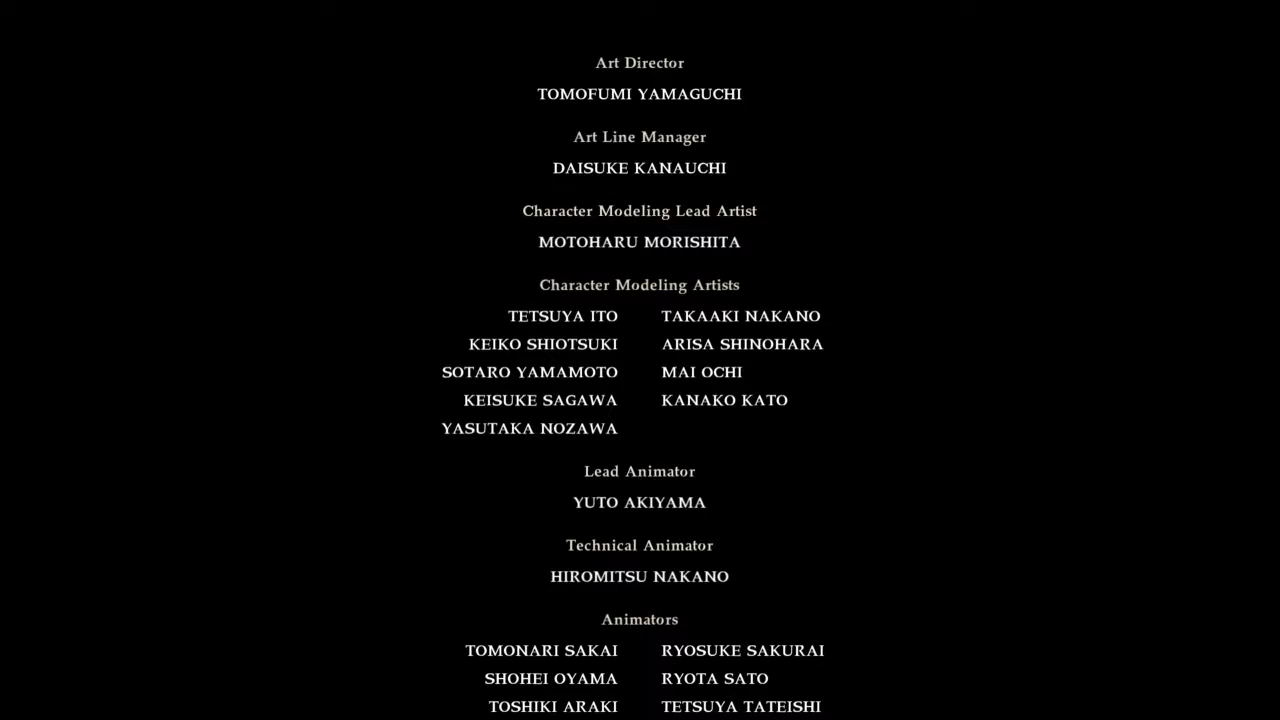 Art Director
TOMOFUMI YAMAGUCHI
Art Line Manager
DAISUKE KANAUCHI
Character Modeling Lead Artist
MOTOHARU MORISHITA
Character Modeling Artists
TETSUYA ITO TAKAAKI NAKANO
KEIKO SHIOTSUKI ARISA SHINOHARA
SOTARO YAMAMOTO MAI OCHI
KEISUKE SAGAWA KANAKO KATO
YASUTAKA NOZAWA
Lead Animator
YUTO AKIYAMA
Technical Animator
HIROMITSU NAKANO
Animators
TOMONARI SAKAI RYOSUKE SAKURAI
SHOHEI OYAMA RYOTA SATO
TOSHIKI ARAKI TETSUYA TATEISHI